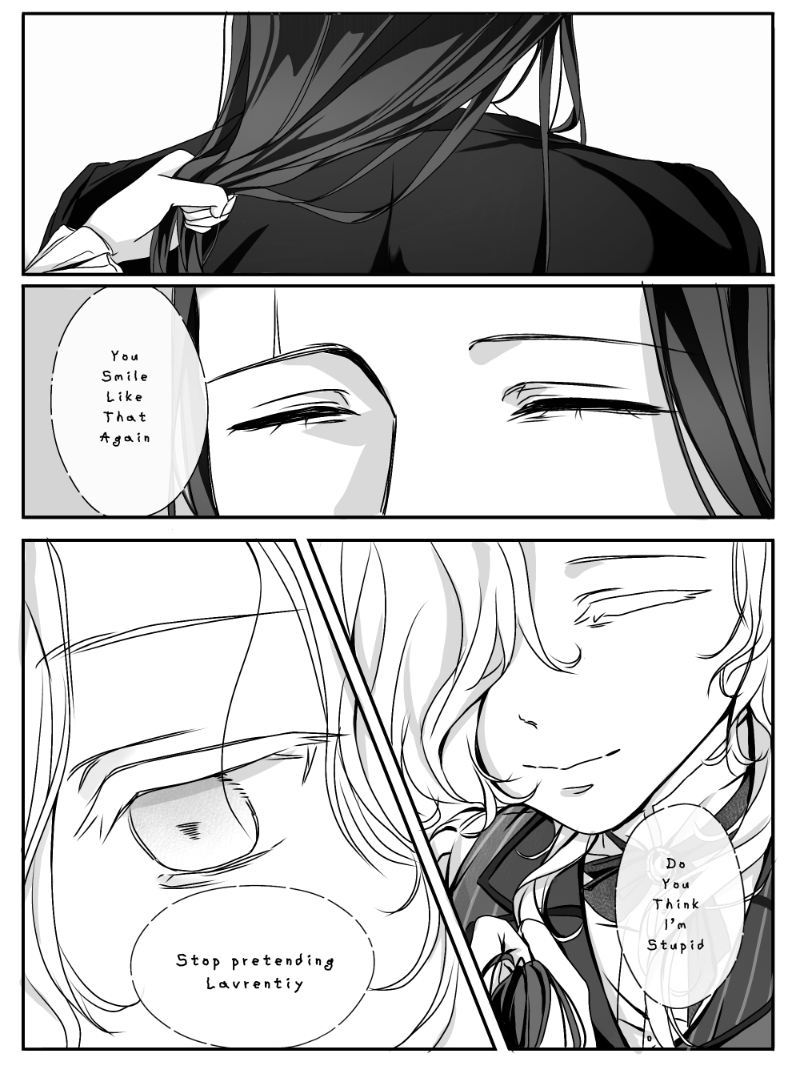 You
Smile
Like
That
Again
Do
You
Think
I'm
Stupid
Stop pretending
Lavrentiy